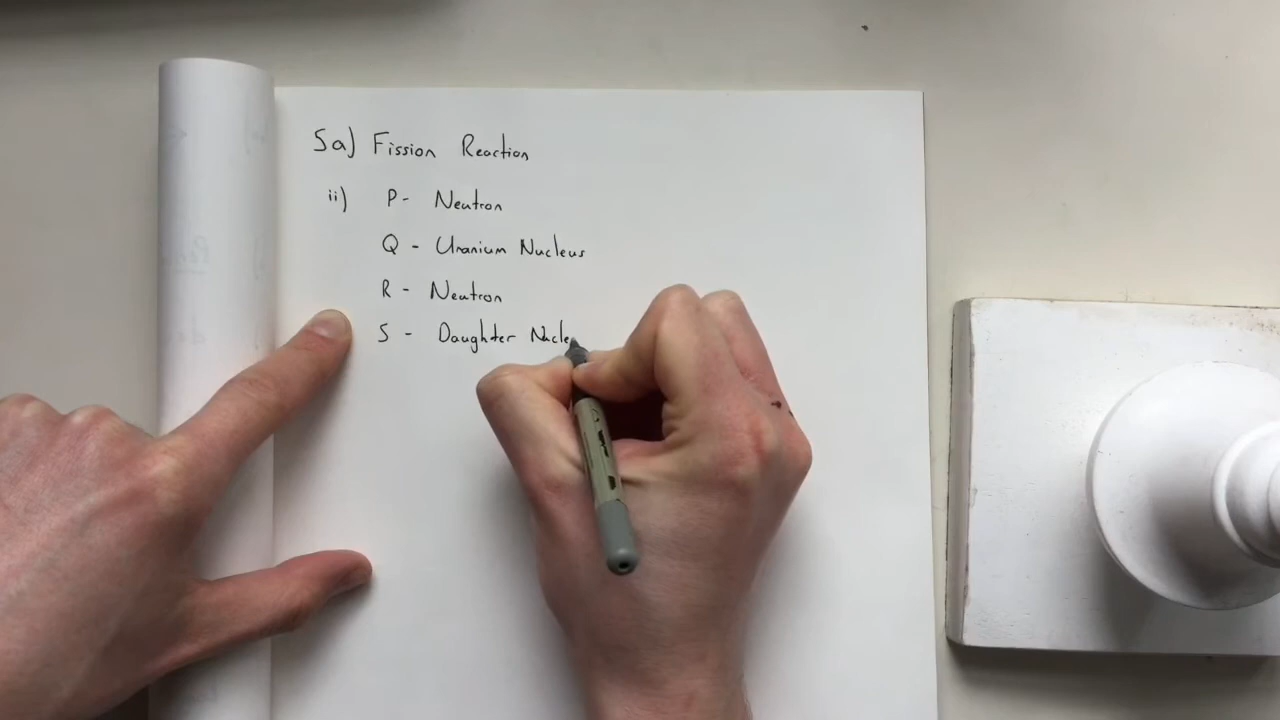 5a) Fission Reaction
ii) P - Neutron
Q - Uranium Nucleus
R - Neutron
S - Daughter Nucle